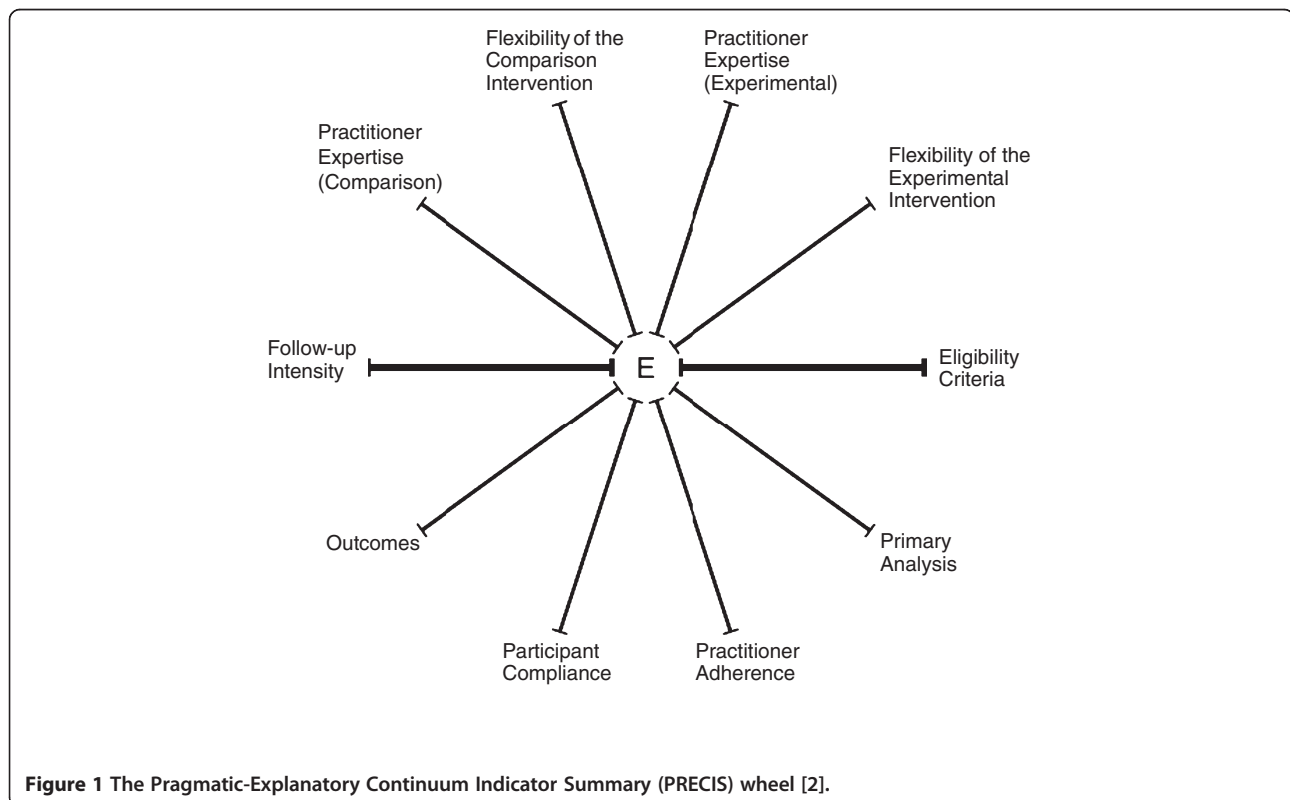 Flexibility of the
Comparison
Intervention
Practitioner
Expertise
(Experimental)
Practitioner
Expertise
(Comparison)
Flexibility of the
Experimental
Intervention
Follow-up
Intensity
E
Eligibility
Criteria
Outcomes
Primary
Analysis
Participant
Compliance
Practitioner
Adherence
Figure 1 The Pragmatic-Explanatory Continuum Indicator Summary (PRECIS) wheel [2].